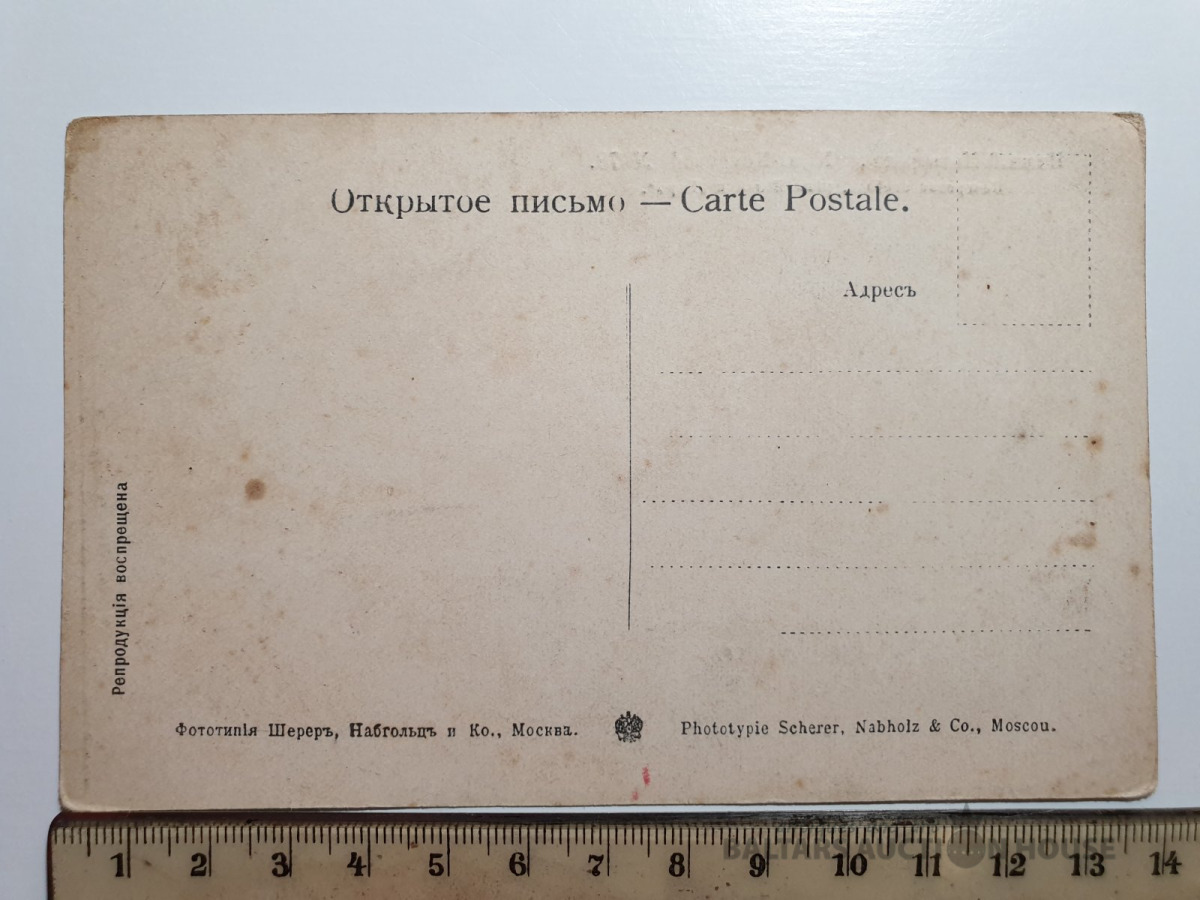 Открытое письмо — Carte Postale.
Адресъ
Репродукція воспрещена
Фототипія Шереръ, Набгольцъ и Ко., Москва.
Phototypie Scherer, Nabholz & Co., Moscou.
1 2 3 4 5 6 7 8 9 10 11 12 13 14
BALTARS AUCTION HOUSE